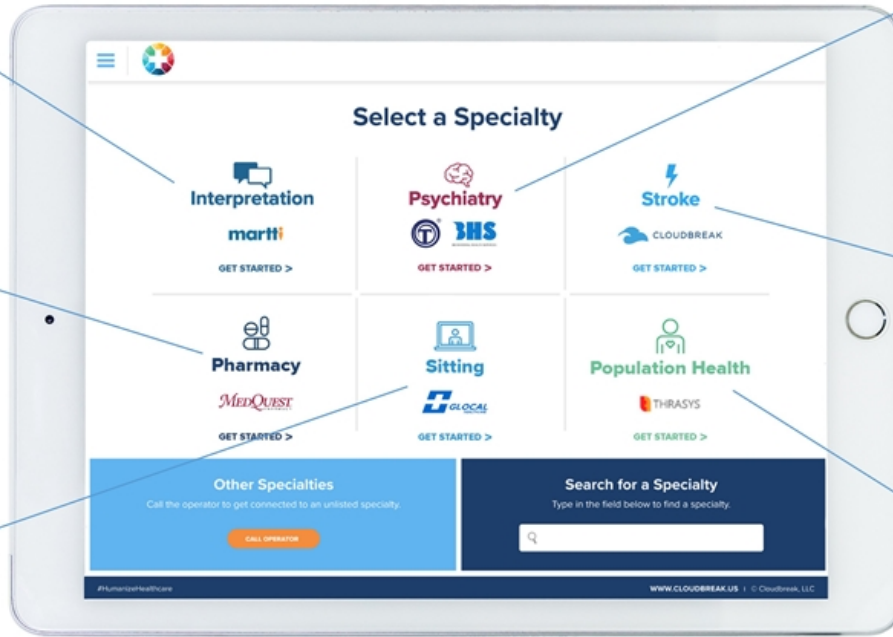 Select a Specialty
Interpretation
martti
GET STARTED >
Psychiatry
T
BHS
GET STARTED >
Stroke
CLOUDBREAK
GET STARTED >
Pharmacy
MEDQUEST
GET STARTED >
Sitting
GLOCAL
GET STARTED >
Population Health
THRASYS
GET STARTED >
Other Specialties
Call the operator to get connected to an unlisted specialty.
CALL OPERATOR
Search for a Specialty
Type in the field below to find a specialty.
#HumanizeHealthcare
WWW.CLOUDBREAK.US | © Cloudbreak, LLC